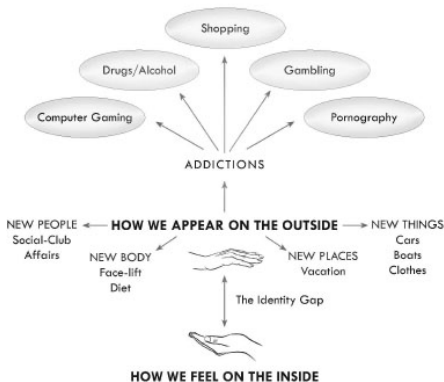 Shopping
Drugs/Alcohol
Gambling
Computer Gaming
Pornography
ADDICTIONS
NEW PEOPLE
Social-Club
Affairs
HOW WE APPEAR ON THE OUTSIDE
NEW THINGS
Cars
Boats
Clothes
NEW BODY
Face-lift
Diet
NEW PLACES
Vacation
The Identity Gap
HOW WE FEEL ON THE INSIDE